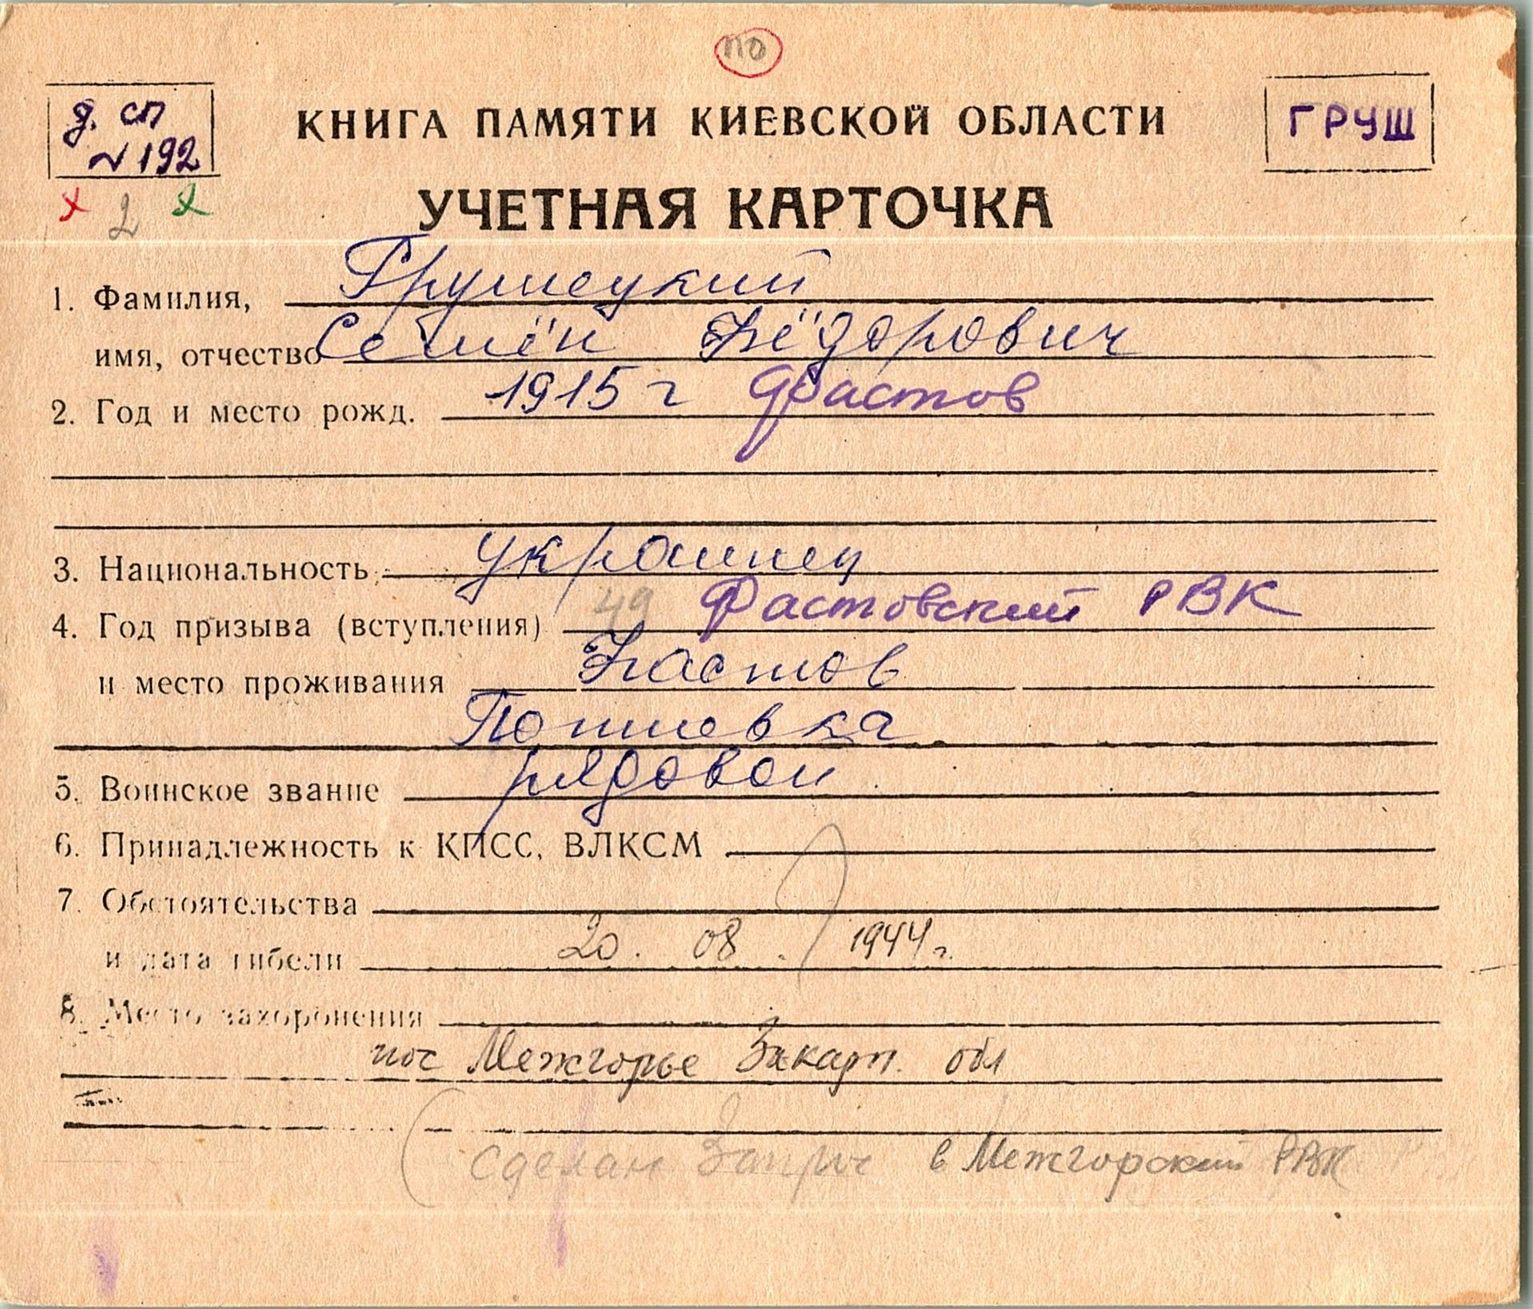 по
д. сп
КНИГА ПАМЯТИ КИЕВСКОЙ ОБЛАСТИ
ГРУШ
№ 192
2
УЧЕТНАЯ КАРТОЧКА
1. Фамилия, Грушецкий
имя, отчество Семён Фёдорович
2. Год и место рожд. 1915 г Фастов
3. Национальность украинец
4. Год призыва (вступления) 49 Фастовский РВК
и место проживания Фастов
рядовой
5. Воинское звание
6. Принадлежность к КПСС, ВЛКСМ
7. Обстоятельства
и дата гибели 20. 08. 1944 г.
8. Место захоронения
пос Межгорье Закарп. обл
(сделан Запрос в Межгорский РВК